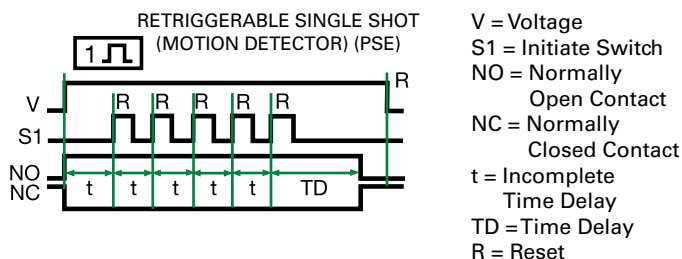 RETRIGGERABLE SINGLE SHOT
(MOTION DETECTOR) (PSE)
1
R
V
R R R R R
S1
NO
NC
t t t t t TD
V = Voltage
S1 = Initiate Switch
NO = Normally
Open Contact
NC = Normally
Closed Contact
t = Incomplete
Time Delay
TD = Time Delay
R = Reset